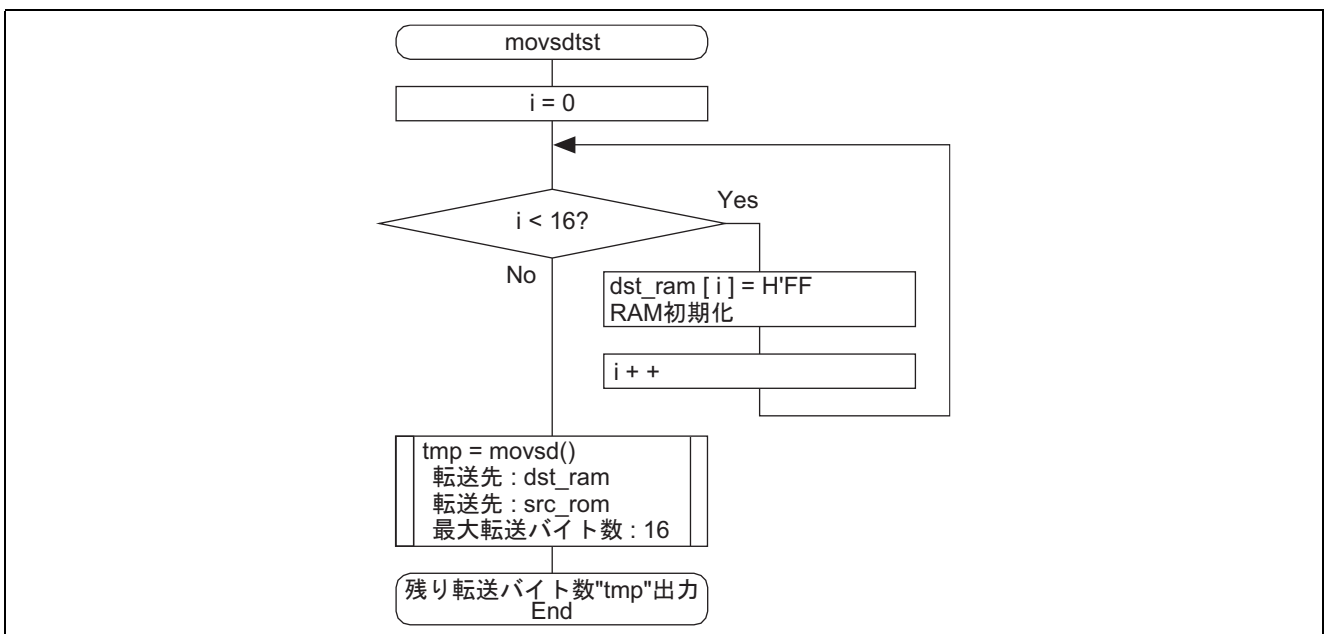 movsdtst
i = 0
i < 16?
Yes
No
dst_ram [ i ] = H'FF
RAM初期化
i + +
tmp = movsd()
転送先 : dst_ram
転送先 : src_rom
最大転送バイト数 : 16
残り転送バイト数"tmp"出力
End